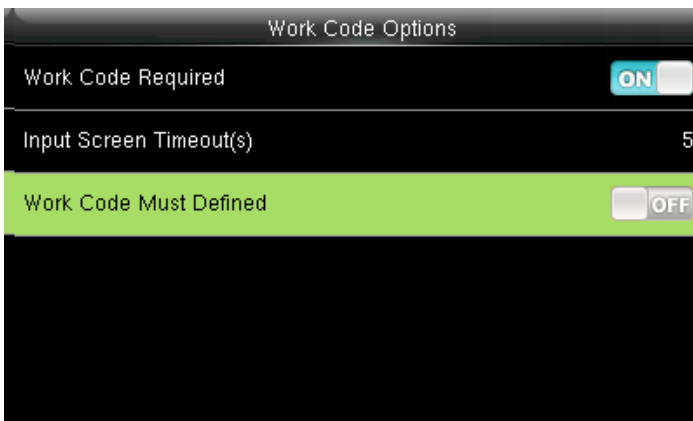 Work Code Options
Work Code Required ON
Input Screen Timeout(s) 5
Work Code Must Defined OFF